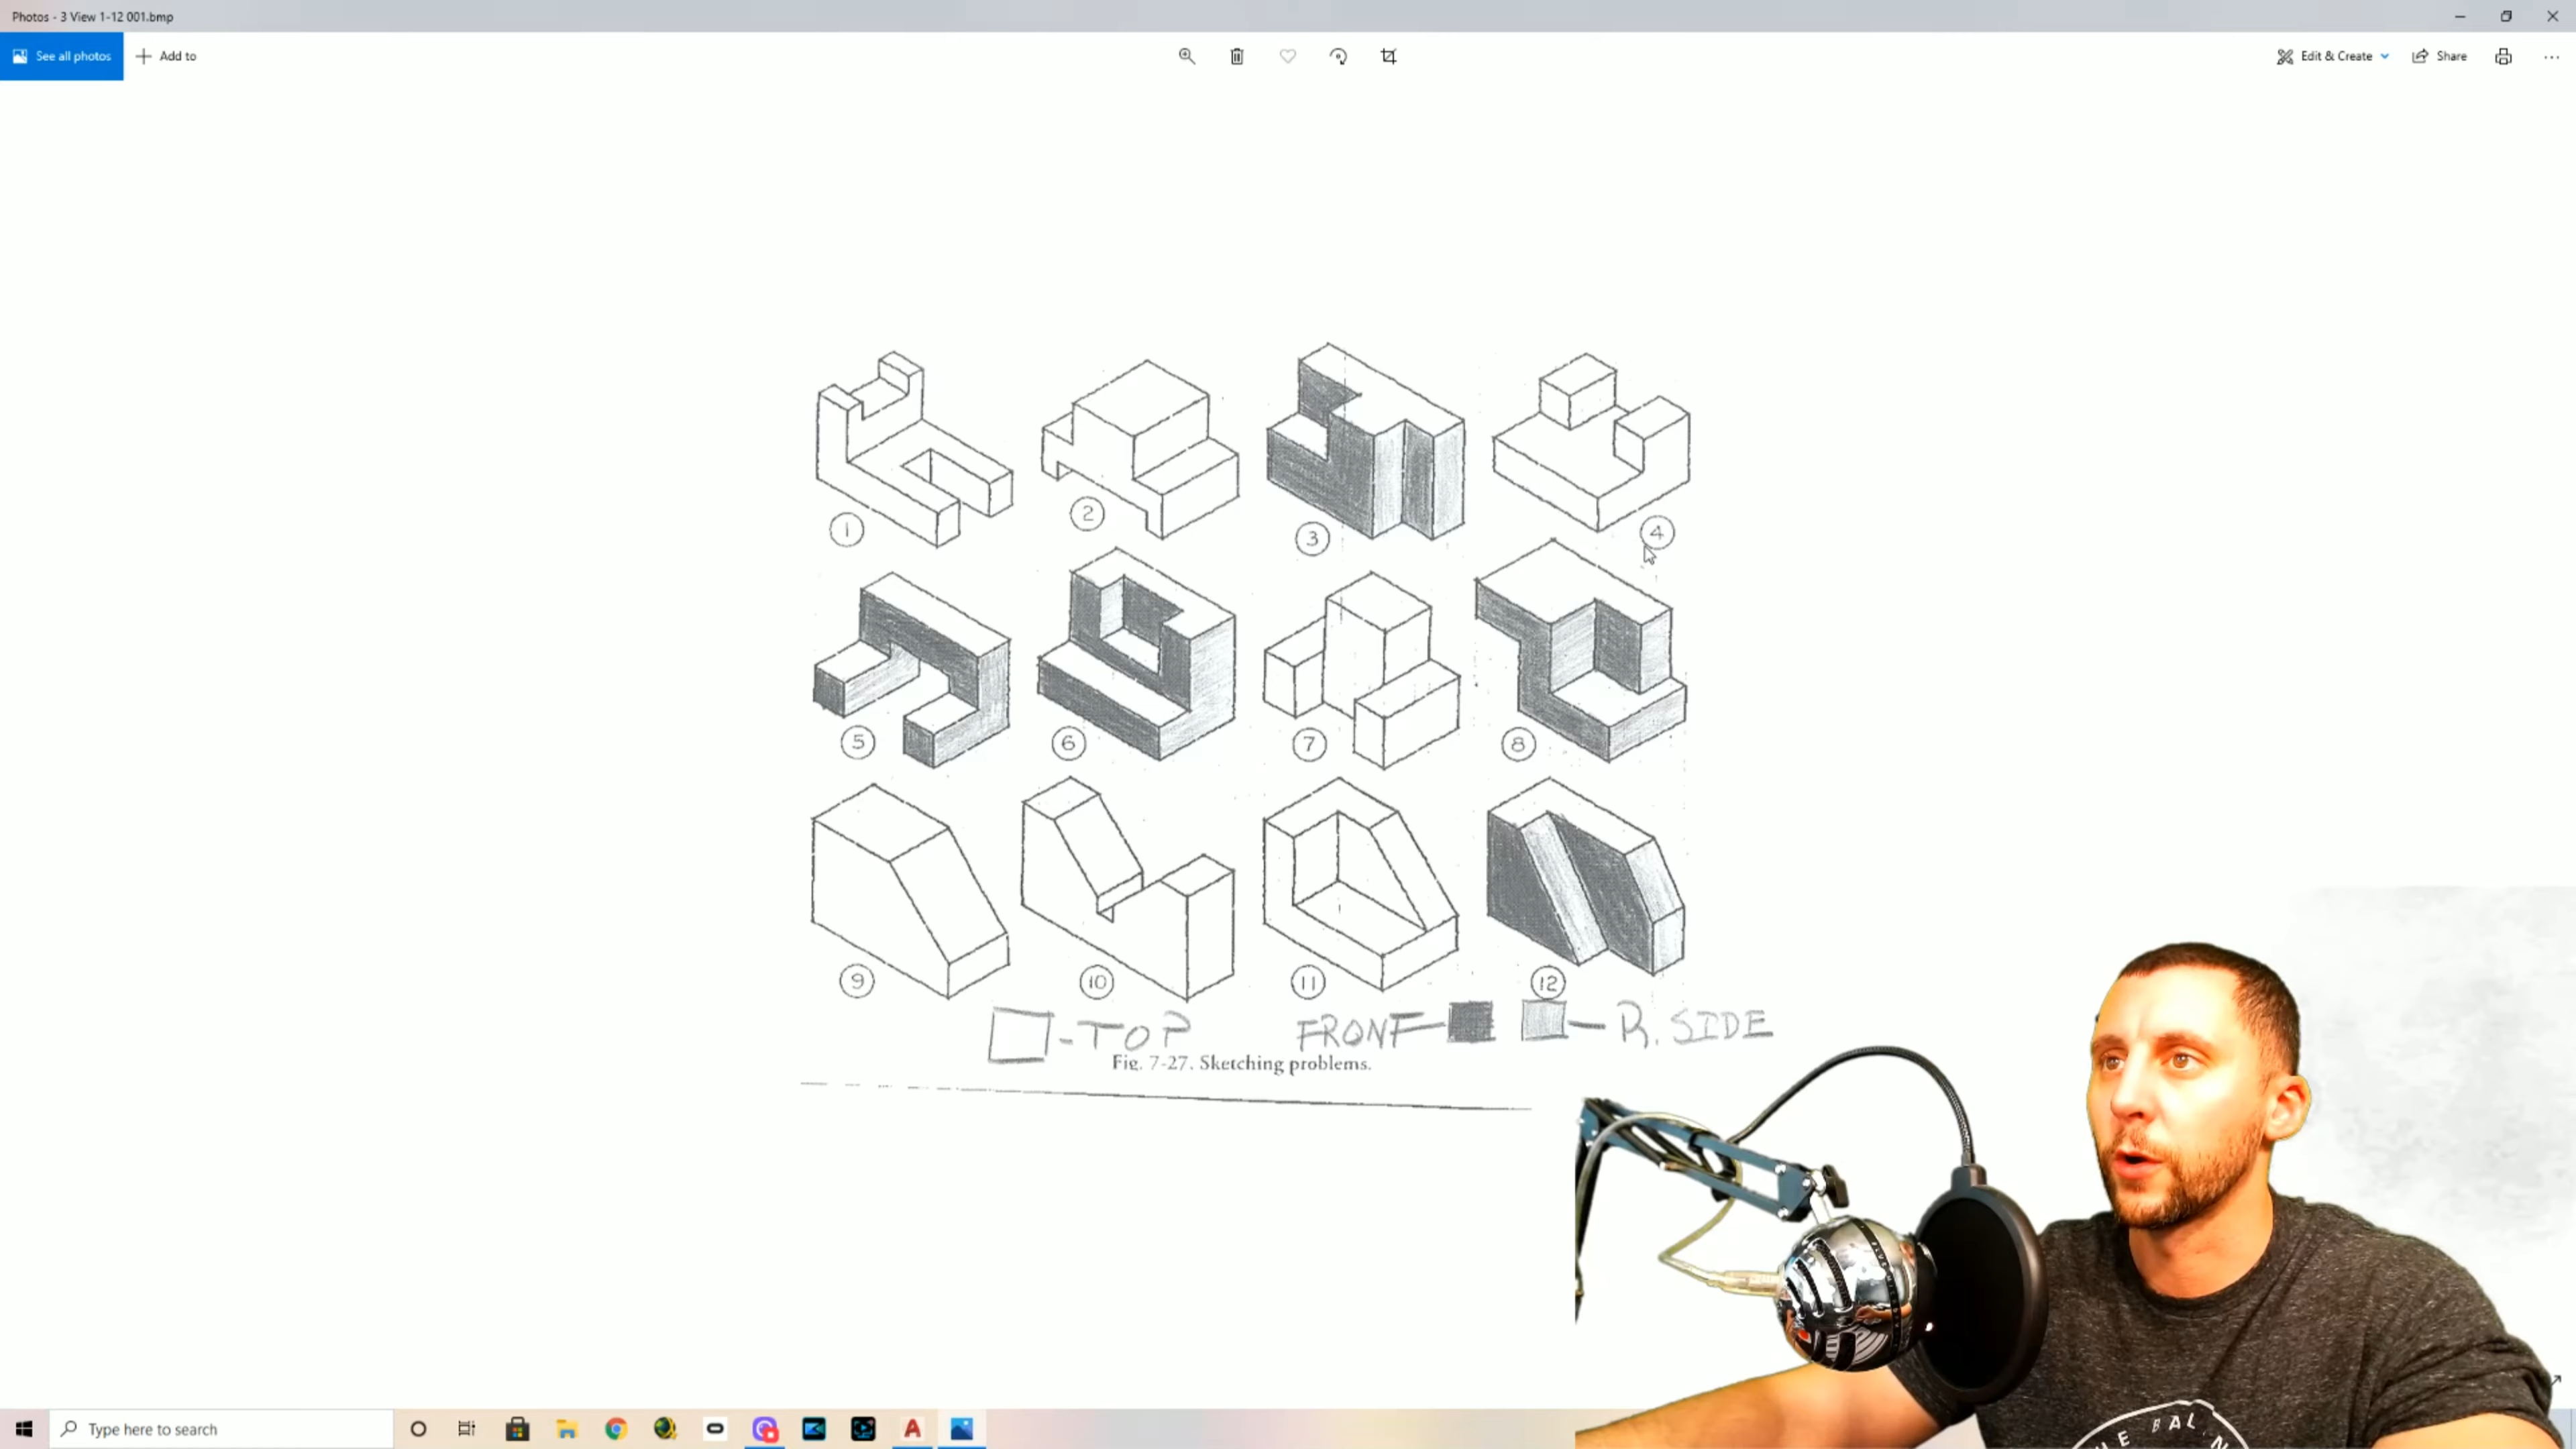 Photos - 3 View 1-12 001.bmp
See all photos
Add to
Edit & Create
Share
1
2
3
4
5
6
7
8
9
10
11
12
-TOP
FRONT-
- R. SIDE
Fig. 7-27. Sketching problems.
Type here to search
BAL